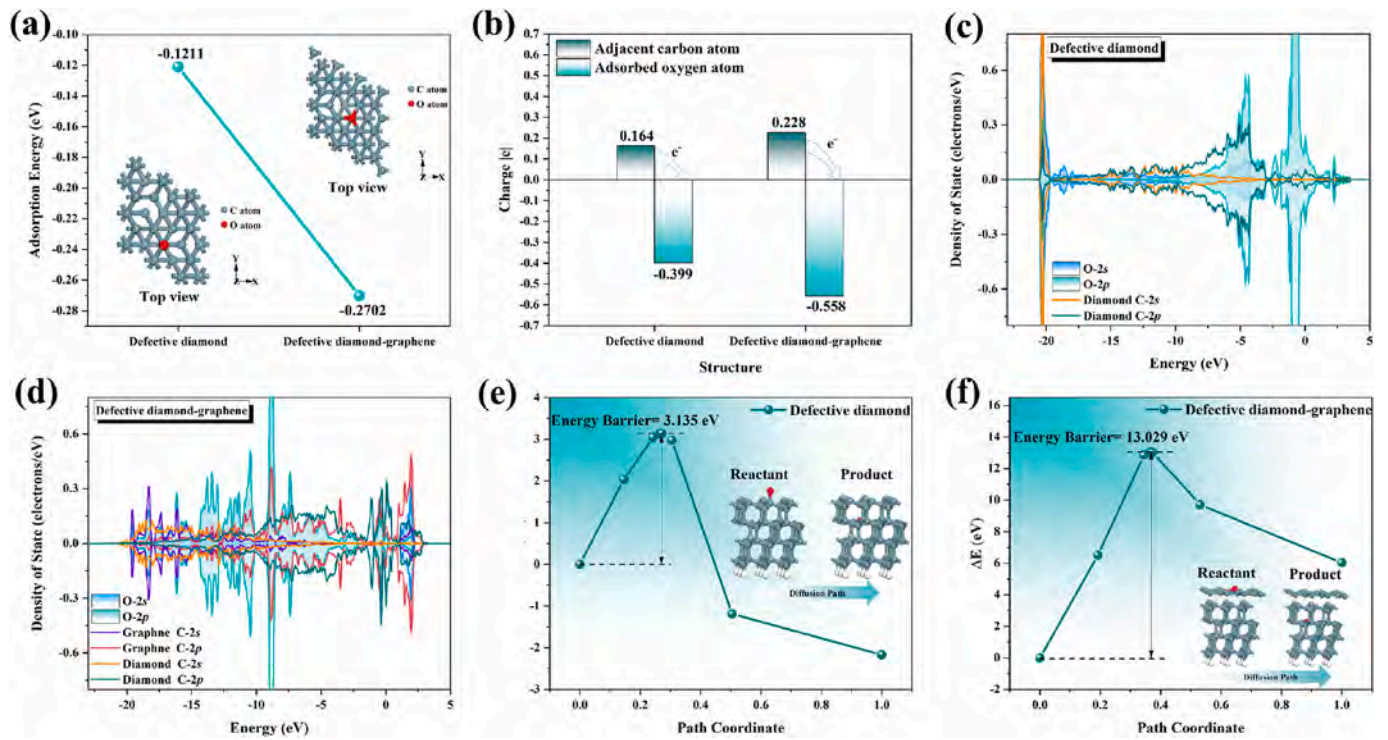 (a)
-0.10
-0.12
-0.14
-0.16
-0.18
-0.20
-0.22
-0.24
-0.26
-0.28
Adsorption Energy (eV)
-0.1211
C atom
O atom
Y
Z X
Top view
C atom
O atom
Y
Z X
Top view
-0.2702
Defective diamond
Defective diamond-graphene
(b)
0.7
0.6
0.5
0.4
0.3
0.2
0.1
0.0
-0.1
-0.2
-0.3
-0.4
-0.5
-0.6
-0.7
Charge |e|
Adjacent carbon atom
Adsorbed oxygen atom
0.164
e-
-0.399
0.228
e-
-0.558
Defective diamond
Defective diamond-graphene
Structure
(c)
Defective diamond
0.6
0.3
0.0
-0.3
-0.6
Density of State (electrons/eV)
O-2s
O-2p
Diamond C-2s
Diamond C-2p
-20
-15
-10
-5
0
5
Energy (eV)
(d)
Defective diamond-graphene
0.6
0.3
0.0
-0.3
-0.6
Density of State (electrons/eV)
O-2s
O-2p
Graphne C-2s
Graphne C-2p
Diamond C-2s
Diamond C-2p
-20
-15
-10
-5
0
Energy (eV)
(e)
4
3
2
1
0
-1
-2
-3
Defective diamond
Energy Barrier= 3.135 eV
Reactant
Product
Diffusion Path
0.0
0.2
0.4
0.6
0.8
1.0
Path Coordinate
(f)
16
14
12
10
8
6
4
2
0
-2
ΔE (eV)
Defective diamond-graphene
Energy Barrier= 13.029 eV
Reactant
Product
Diffusion Path
0.0
0.2
0.4
0.6
0.8
1.0
Path Coordinate